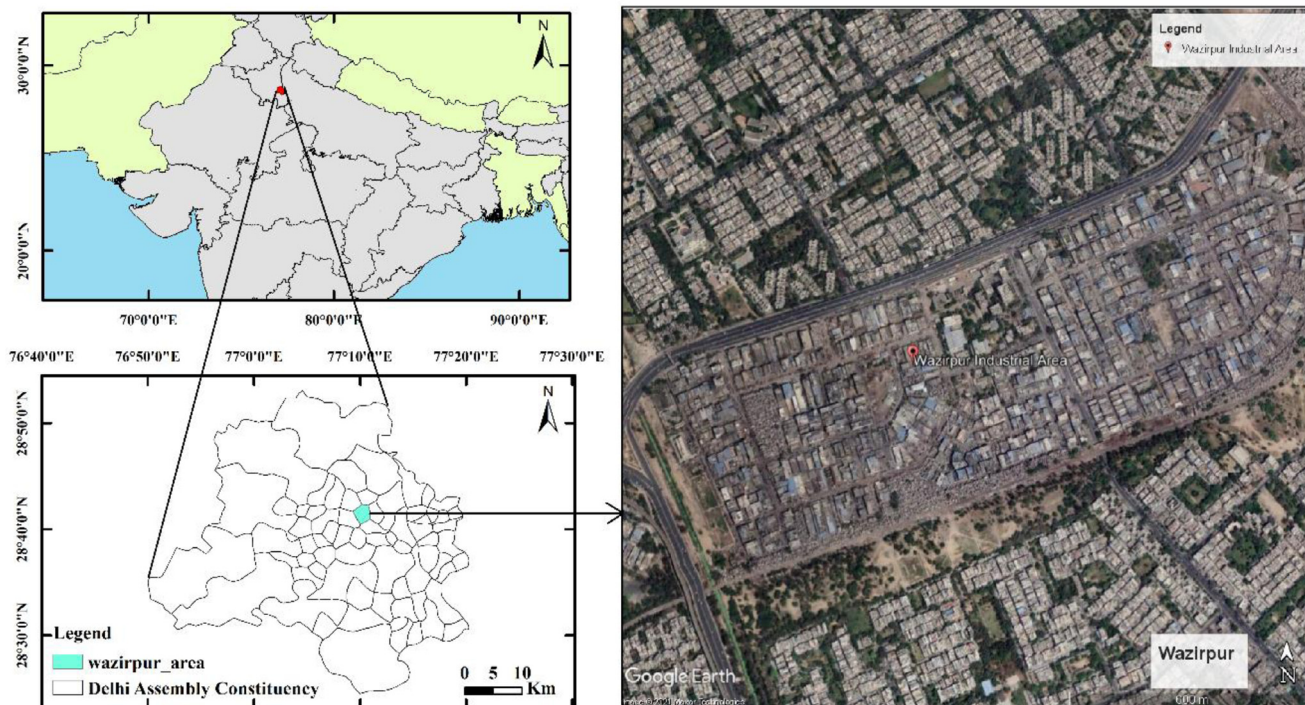 N
30°0'0"N
20°0'0"N
70°0'0"E
80°0'0"E
90°0'0"E
76°40'0"E
76°50'0"E
77°0'0"E
77°10'0"E
77°20'0"E
77°30'0"E
N
28°50'0"N
28°40'0"N
28°30'0"N
Legend
wazirpur_area
Delhi Assembly Constituency
0 5 10
Km
Legend
Wazirpur Industrial Area
Wazirpur Industrial Area
Google Earth
Wazirpur
N
600 m